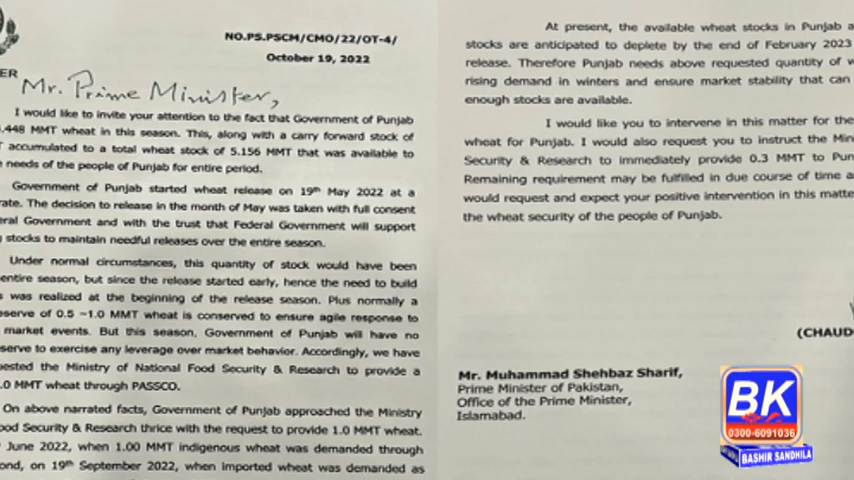 NO.PS.PSCM/CMO/22/OT-4/
October 19, 2022
ER
Mr. Prime Minister,
I would like to invite your attention to the fact that Government of Punjab
.448 MMT wheat in this season. This, along with a carry forward stock of
accumulated to a total wheat stock of 5.156 MMT that was available to
needs of the people of Punjab for entire period.
Government of Punjab started wheat release on 19th May 2022 at a
rate. The decision to release in the month of May was taken with full consent
eral Government and with the trust that Federal Government will support
stocks to maintain needful releases over the entire season.
Under normal circumstances, this quantity of stock would have been
entire season, but since the release started early, hence the need to build
s was realized at the beginning of the release season. Plus normally a
eserve of 0.5 ~1.0 MMT wheat is conserved to ensure agile response to
market events. But this season, Government of Punjab will have no
serve to exercise any leverage over market behavior. Accordingly, we have
uested the Ministry of National Food Security & Research to provide a
.0 MMT wheat through PASSCO.
On above narrated facts, Government of Punjab approached the Ministry
ood Security & Research thrice with the request to provide 1.0 MMT wheat.
June 2022, when 1.00 MMT indigenous wheat was demanded through
ond, on 19th September 2022, when imported wheat was demanded as
At present, the available wheat stocks in Punjab a
stocks are anticipated to deplete by the end of February 2023
release. Therefore Punjab needs above requested quantity of w
rising demand in winters and ensure market stability that can
enough stocks are available.
I would like you to intervene in this matter for the
wheat for Punjab. I would also request you to instruct the Min
Security & Research to immediately provide 0.3 MMT to Pun
Remaining requirement may be fulfilled in due course of time a
would request and expect your positive intervention in this matte
the wheat security of the people of Punjab.
(CHAUD
Mr. Muhammad Shehbaz Sharif,
Prime Minister of Pakistan,
Office of the Prime Minister,
Islamabad.
BK
0300-6091036
BASHIR SANDHILA